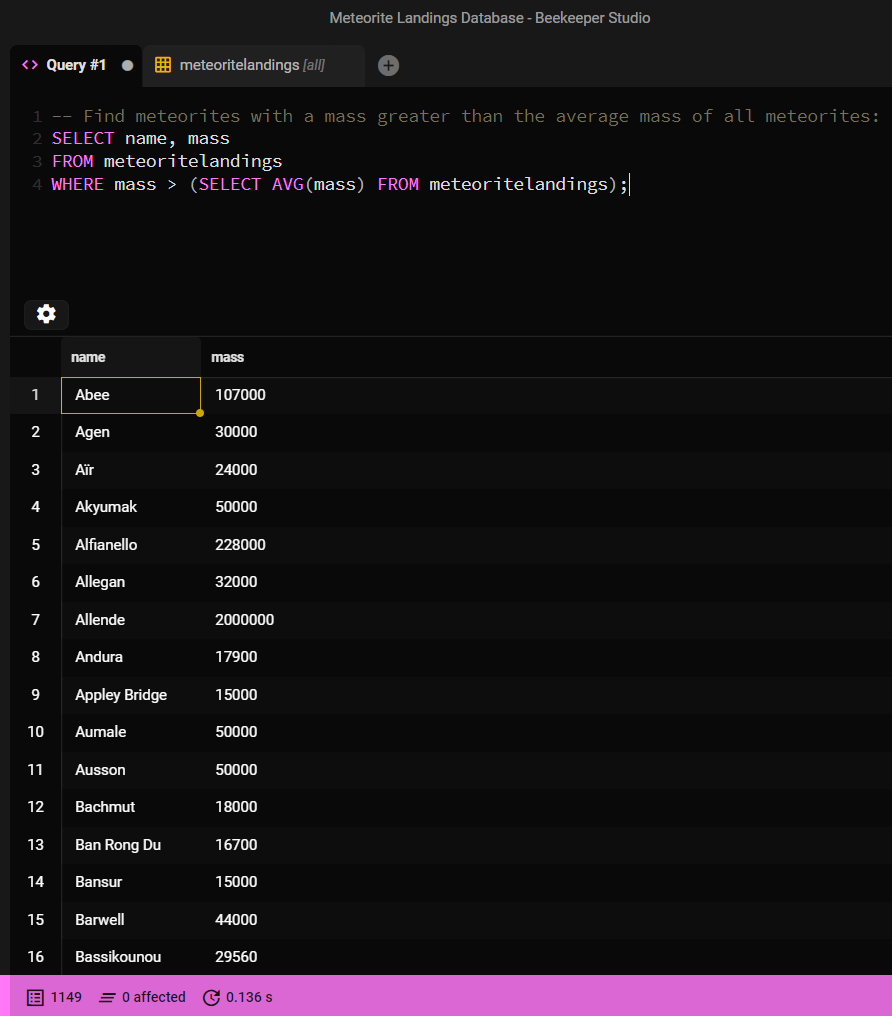 Meteorite Landings Database - Beekeeper Studio
<> Query #1 meteoritelandings [all]
1 -- Find meteorites with a mass greater than the average mass of all meteorites:
2 SELECT name, mass
3 FROM meteoritelandings
4 WHERE mass > (SELECT AVG(mass) FROM meteoritelandings);
name mass
1 Abee 107000
2 Agen 30000
3 Aïr 24000
4 Akyumak 50000
5 Alfianello 228000
6 Allegan 32000
7 Allende 2000000
8 Andura 17900
9 Appley Bridge 15000
10 Aumale 50000
11 Ausson 50000
12 Bachmut 18000
13 Ban Rong Du 16700
14 Bansur 15000
15 Barwell 44000
16 Bassikounou 29560
1149 0 affected 0.136 s